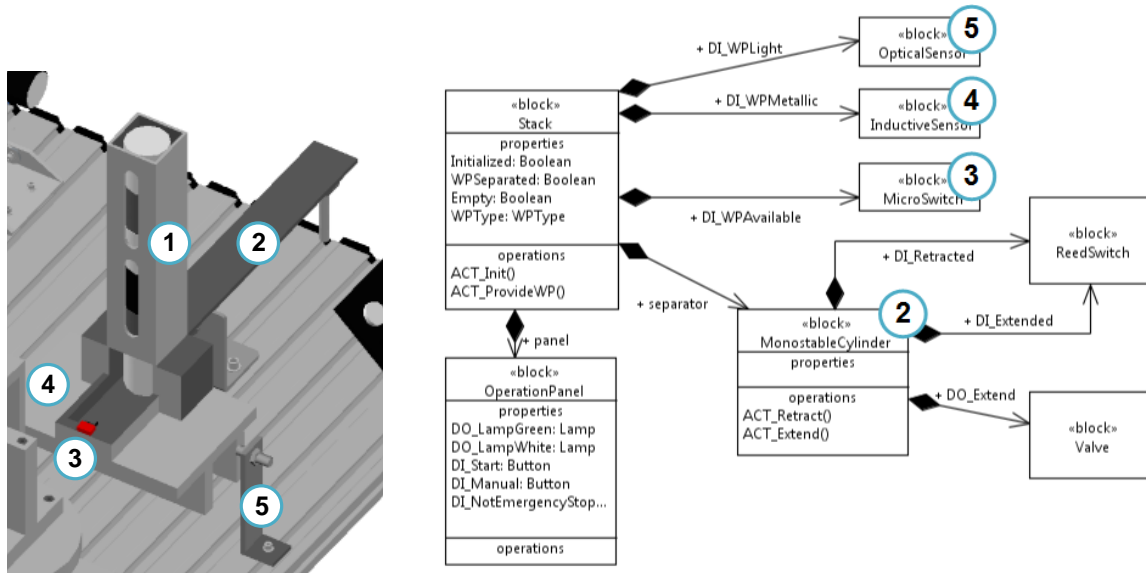 1
2
4
3
5
«block»
Stack
properties
Initialized: Boolean
WPSeparated: Boolean
Empty: Boolean
WPType: WPType
operations
ACT_Init()
ACT_ProvideWP()
+ DI_WPLight
«block»
OpticalSensor
5
+ DI_WPMetallic
«block»
InductiveSensor
4
+ DI_WPAvailable
«block»
MicroSwitch
3
+ separator
«block»
MonostableCylinder
2
properties
operations
ACT_Retract()
ACT_Extend()
+ DI_Retracted
+ DI_Extended
«block»
ReedSwitch
+ DO_Extend
«block»
Valve
+ panel
«block»
OperationPanel
properties
DO_LampGreen: Lamp
DO_LampWhite: Lamp
DI_Start: Button
DI_Manual: Button
DI_NotEmergencyStop...
operations